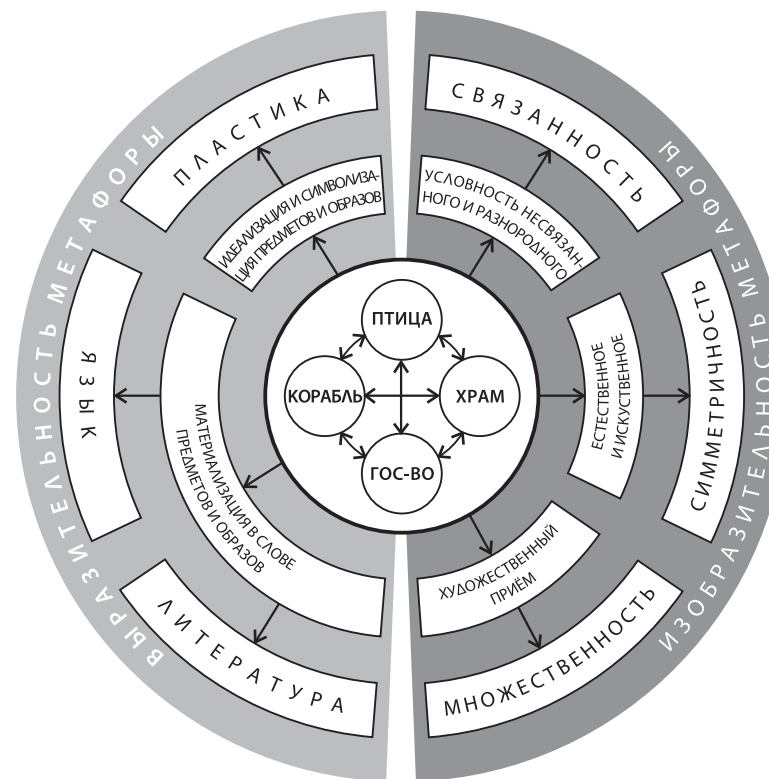 ВЫРАЗИТЕЛЬНОСТЬ МЕТАФОРЫ
ПЛАСТИКА
ИДЕАЛИЗАЦИЯ И СИМВОЛИЗА-
ЦИЯ ПРЕДМЕТОВ И ОБРАЗОВ
ЯЗЫК
МАТЕРИАЛИЗАЦИЯ В СЛОВЕ
ПРЕДМЕТОВ И ОБРАЗОВ
ЛИТЕРАТУРА
ПТИЦА
КОРАБЛЬ
ХРАМ
ГОС-ВО
ИЗОБРАЗИТЕЛЬНОСТЬ МЕТАФОРЫ
СВЯЗАННОСТЬ
УСЛОВНОСТЬ НЕСВЯЗАН-
НОГО И РАЗНОРОДНОГО
СИММЕТРИЧНОСТЬ
ЕСТЕСТВЕННОЕ
И ИСКУСТВЕННОЕ
ХУДОЖЕСТВЕННЫЙ
ПРИЁМ
МНОЖЕСТВЕННОСТЬ